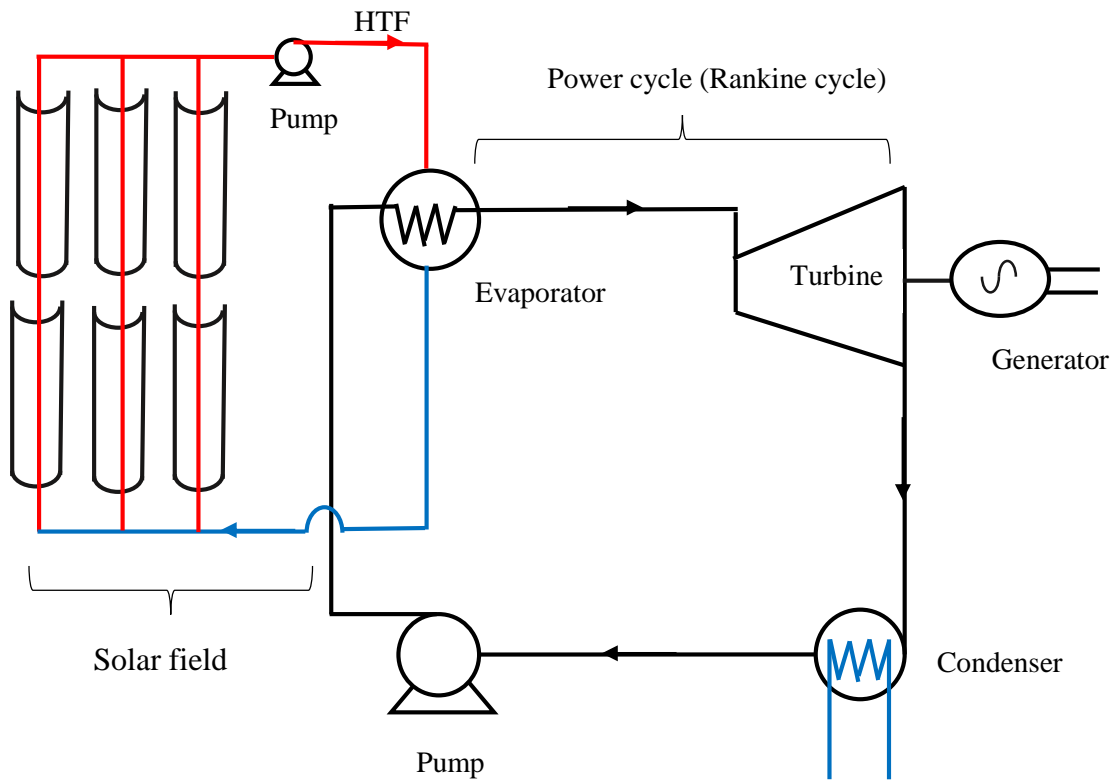 HTF
Power cycle (Rankine cycle)
Pump
Turbine
Evaporator
Generator
Solar field
Condenser
Pump